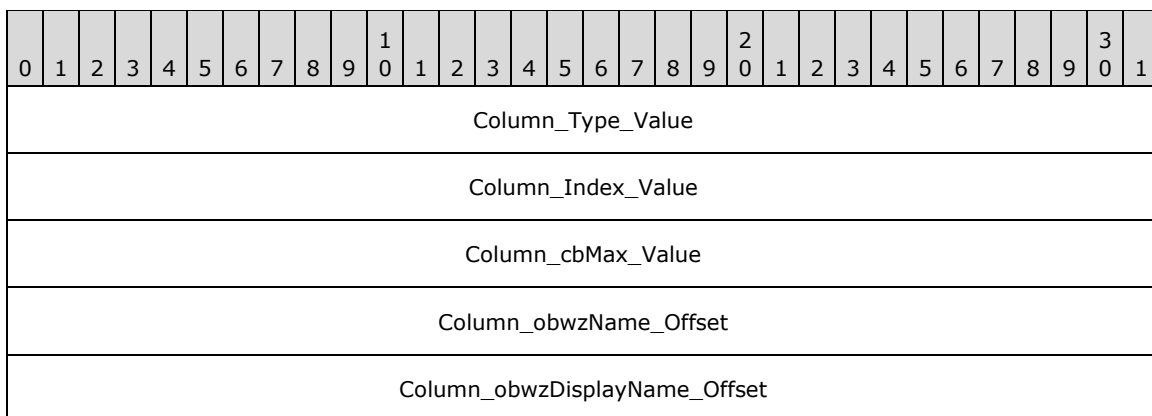 1 2 3
0 1 2 3 4 5 6 7 8 9 0 1 2 3 4 5 6 7 8 9 0 1 2 3 4 5 6 7 8 9 0 1
Column_Type_Value
Column_Index_Value
Column_cbMax_Value
Column_obwzName_Offset
Column_obwzDisplayName_Offset